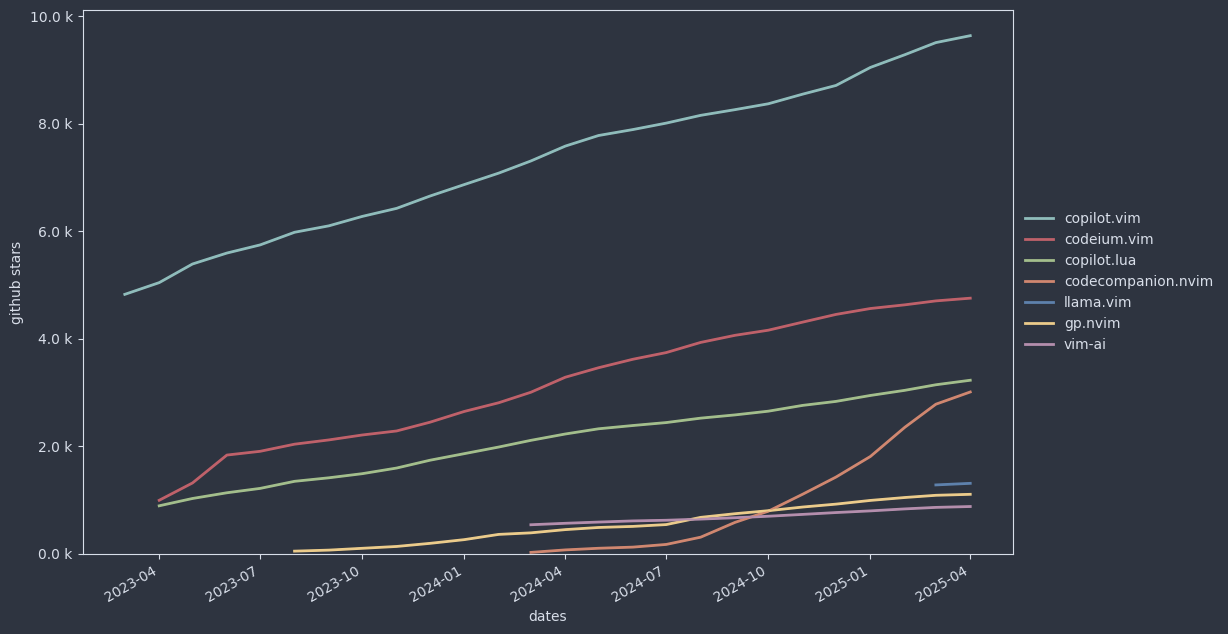 10.0 k
8.0 k
6.0 k
4.0 k
2.0 k
0.0 k
github stars
2023-04
2023-07
2023-10
2024-01
2024-04
2024-07
2024-10
2025-01
2025-04
dates
copilot.vim
codeium.vim
copilot.lua
codecompanion.nvim
llama.vim
gp.nvim
vim-ai